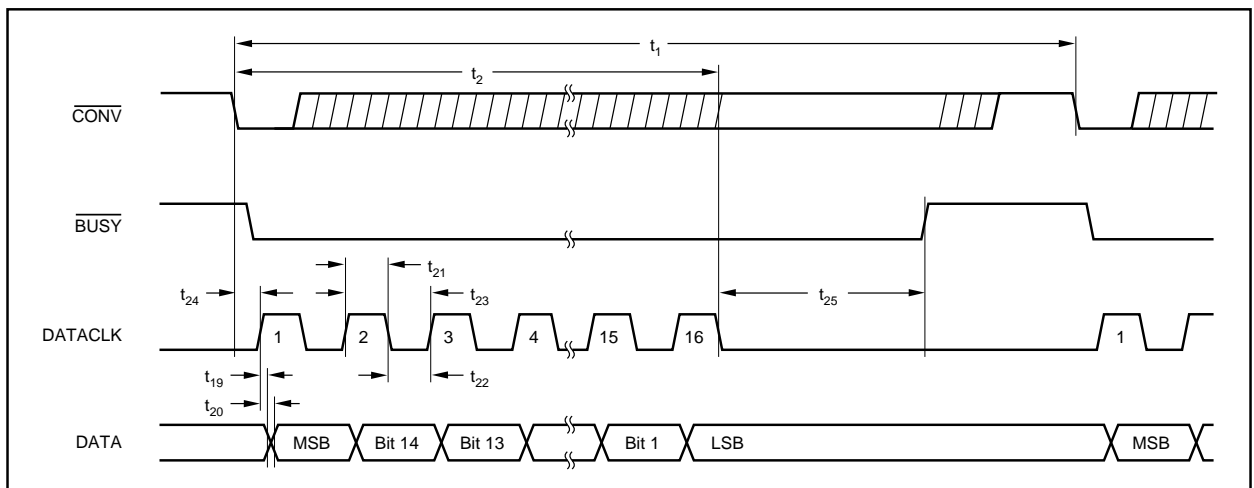 t1
t2
CONV
BUSY
t21
t24 t23 t25
DATACLK 1 2 3 4 15 16 1
t19 t22
t20
DATA MSB Bit 14 Bit 13 Bit 1 LSB MSB